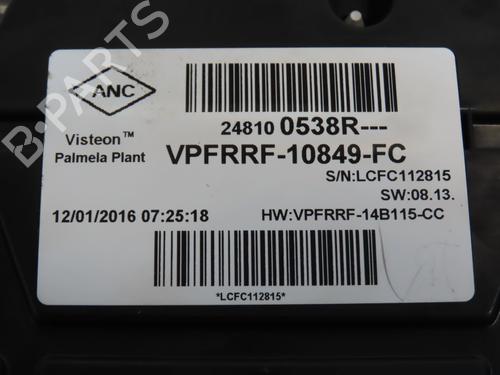 ANC
24810 0538R---
Visteon™
Palmela Plant
VPFRRF-10849-FC
S/N:LCFC112815
SW:08.13.
12/01/2016 07:25:18
HW:VPFRRF-14B115-CC
*LCFC112815*
B-PARTS